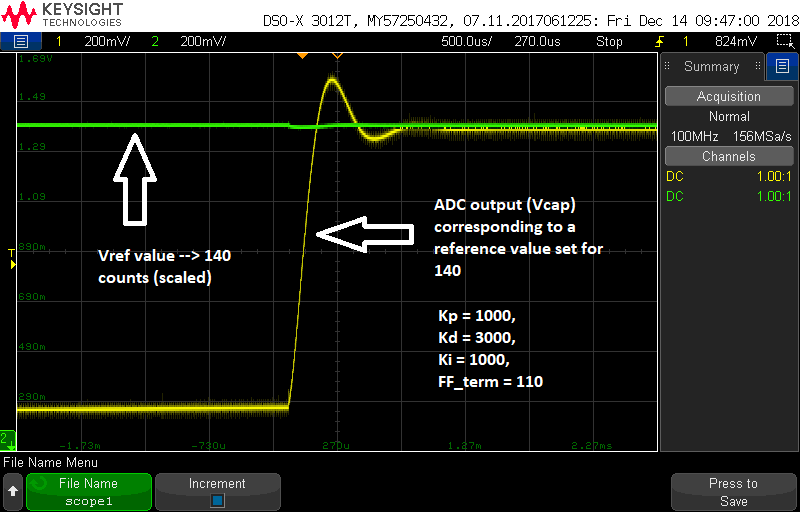 KEYSIGHT
TECHNOLOGIES
DSO-X 3012T, MY57250432, 07.11.2017061225: Fri Dec 14 09:47:00 2018
1 200mV/ 2 200mV/ 500.0us/ 270.0us Stop 1 824mV
1.69V
1.49
1.29
1.09
890m
690m
490m
290m
T
2
-1.73m -730u 270u 1.27m 2.27ms
Vref value --> 140
counts (scaled)
ADC output (Vcap)
corresponding to a
reference value set for
140
Kp = 1000,
Kd = 3000,
Ki = 1000,
FF_term = 110
Summary
Acquisition
Normal
100MHz 156MSa/s
Channels
DC 1.00:1
DC 1.00:1
File Name Menu
File Name
scope1
Increment
Press to
Save